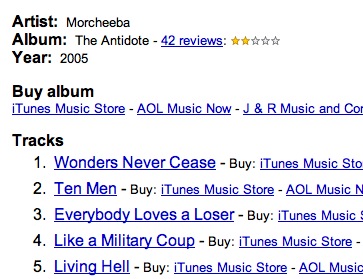 Artist: Morcheeba
Album: The Antidote - 42 reviews:
Year: 2005
Buy album
iTunes Music Store - AOL Music Now - J & R Music and
Tracks
1. Wonders Never Cease - Buy: iTunes Music
2. Ten Men - Buy: iTunes Music Store - AOL Music
3. Everybody Loves a Loser - Buy: iTunes Music
4. Like a Military Coup - Buy: iTunes Music Store -
5. Living Hell - Buy: iTunes Music Store - AOL